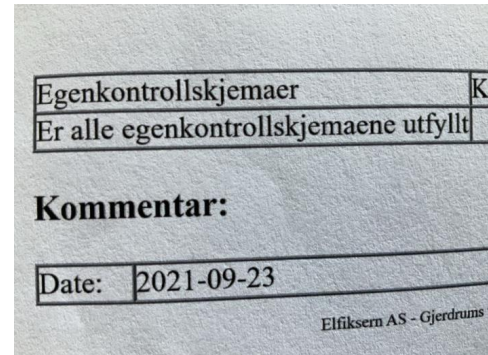 Egenkontrollskjemaer K
Er alle egenkontrollskjemaene utfyllt
Kommentar:
Date: 2021-09-23
Elfiksern AS - Gjerdrums